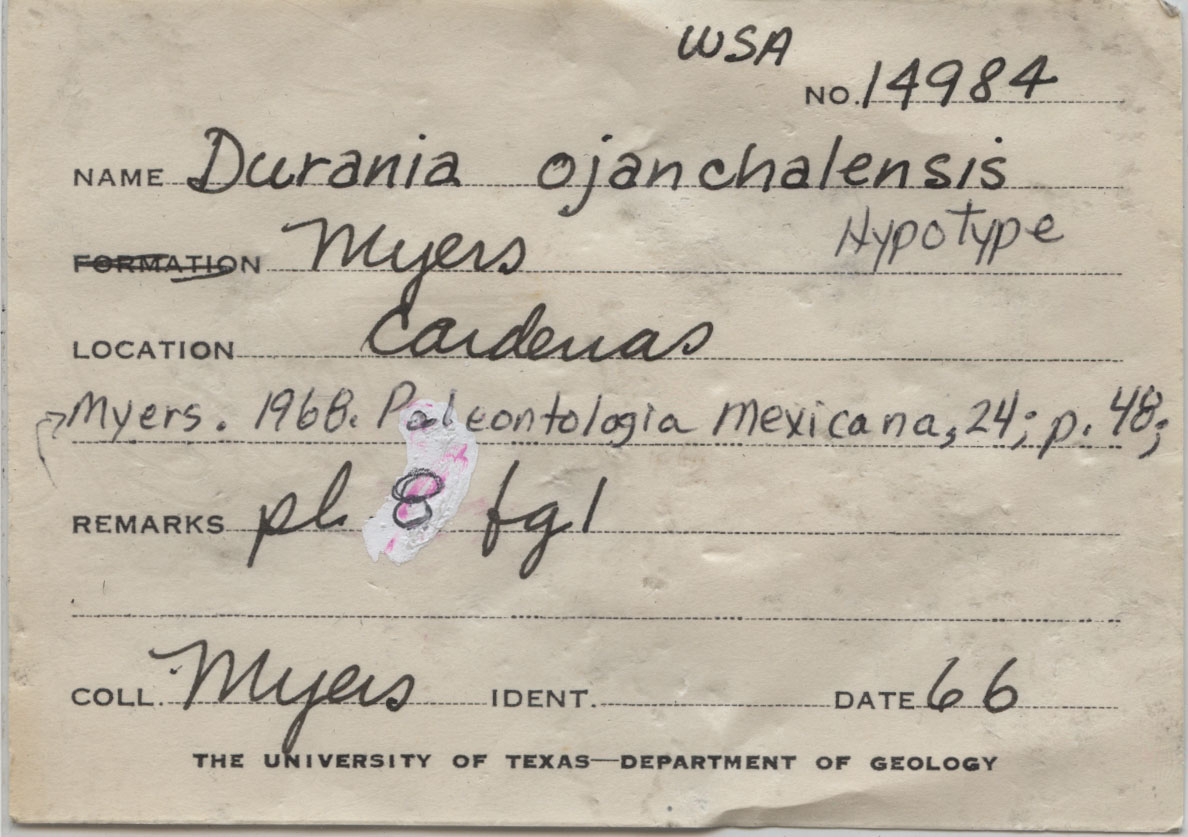 WSA
NO. 14984
NAME Durania ojanchalensis
Hypotype
FORMATION Myers
LOCATION Cardenas
Myers. 1968. Paleontologia Mexicana, 24; p. 48;
REMARKS pl. 8 fg 1
COLL. Myers IDENT. DATE 66
THE UNIVERSITY OF TEXAS—DEPARTMENT OF GEOLOGY